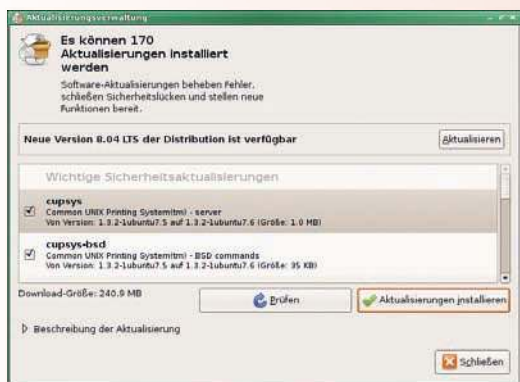 Aktualisierungsverwaltung
Es können 170
Aktualisierungen installiert
werden
Software-Aktualisierungen beheben Fehler,
schließen Sicherheitslücken und stellen neue
Funktionen bereit.
Neue Version 8.04 LTS der Distribution ist verfügbar
Aktualisieren
Wichtige Sicherheitsaktualisierungen
cupsys
Common UNIX Printing System(tm) - server
Von Version: 1.3.2-1ubuntu7.5 auf 1.3.2-1ubuntu7.6 (Größe: 1.0 MB)
cupsys-bsd
Common UNIX Printing System(tm) - BSD commands
Von Version: 1.3.2-1ubuntu7.5 auf 1.3.2-1ubuntu7.6 (Größe: 35 KB)
Download-Größe: 240.9 MB
Prüfen
Aktualisierungen installieren
Beschreibung der Aktualisierung
Schließen